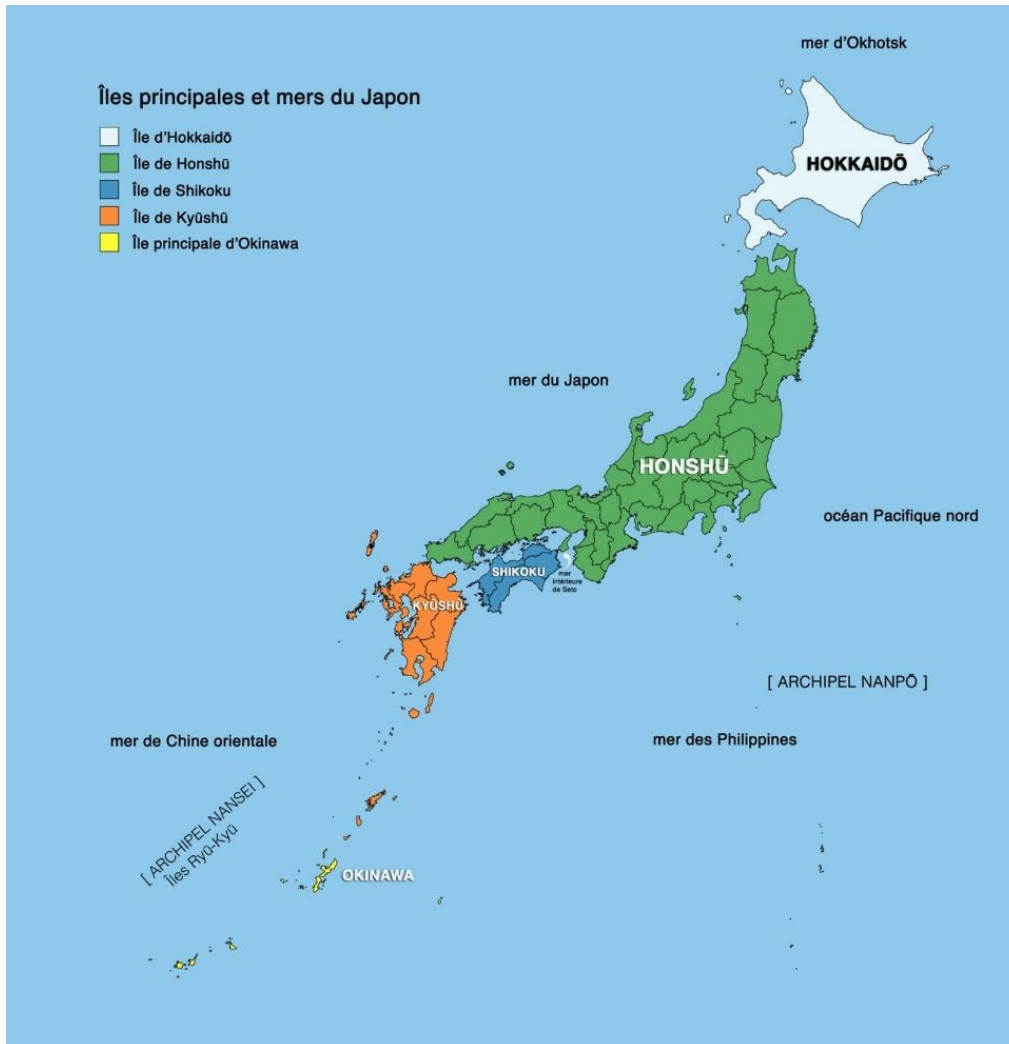 mer d'Okhotsk
Îles principales et mers du Japon
Île d'Hokkaidō
Île de Honshū
Île de Shikoku
Île de Kyūshū
Île principale d'Okinawa
HOKKAIDŌ
mer du Japon
HONSHŪ
océan Pacifique nord
SHIKOKU
mer
intérieure
de Seto
KYŪSHŪ
[ ARCHIPEL NANPŌ ]
mer de Chine orientale
mer des Philippines
[ ARCHIPEL NANSEI ]
Îles Ryū-Kyū
OKINAWA